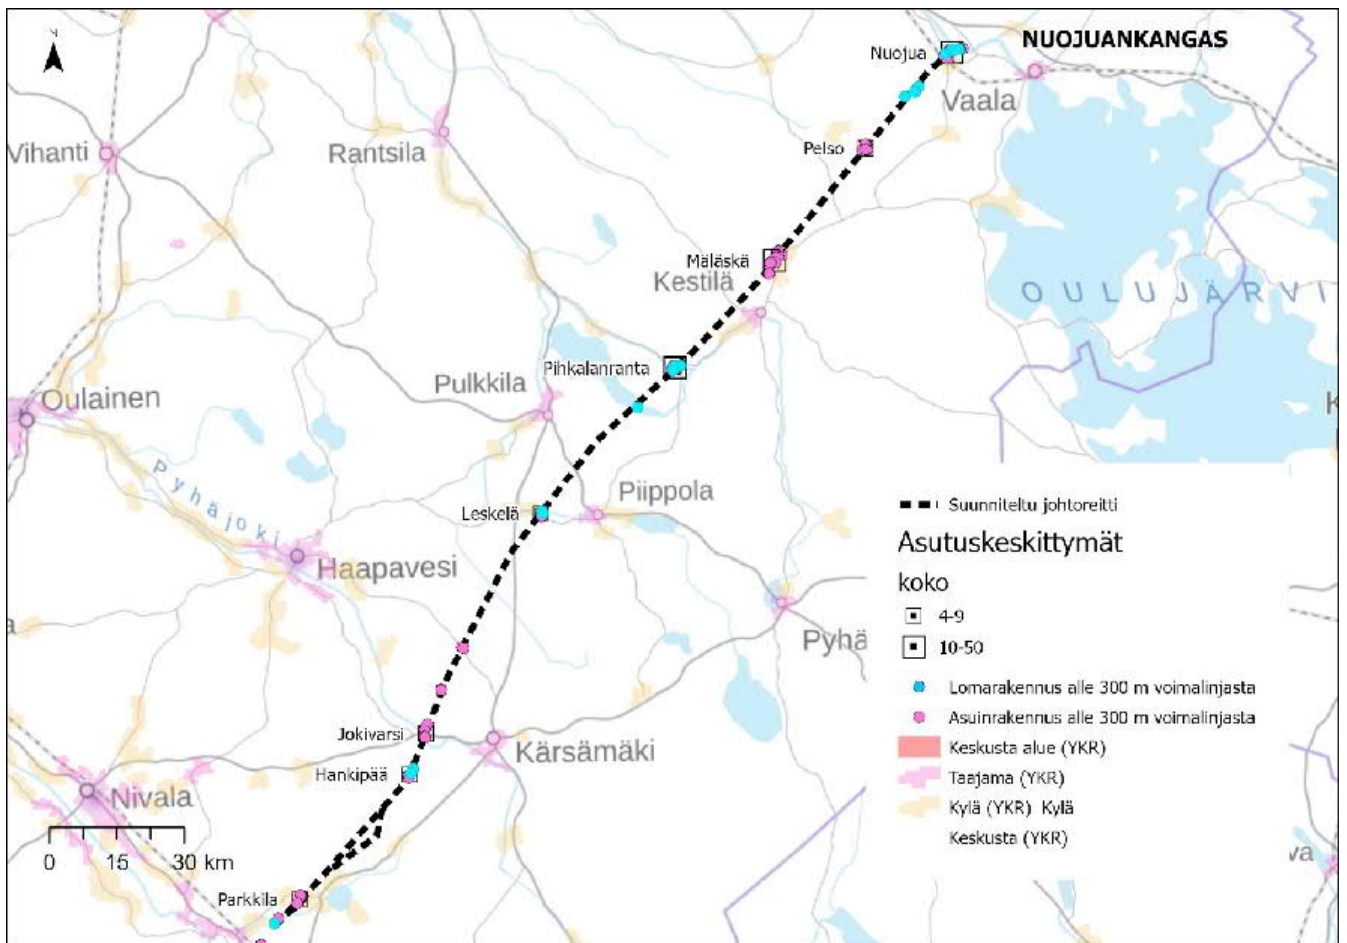 N
NUOJUANKANGAS
Nuojua
Vaala
Vihanti
Rantsila
Pelso
Mäläskä
Kestilä
OULUJÄRVI
Pihkalanranta
Pulkkila
Oulainen
Pyhäjoki
Piippola
Leskelä
Haapavesi
Pyhä
Suunniteltu johtoreitti
Asutuskeskittymät
koko
4-9
10-50
Lomarakennus alle 300 m voimalinjasta
Asuinrakennus alle 300 m voimalinjasta
Keskusta alue (YKR)
Taajama (YKR)
Kylä (YKR) Kylä
Keskusta (YKR)
Jokivarsi
Kärsämäki
Hankipää
Nivala
0 15 30 km
Parkkila
va
K
a